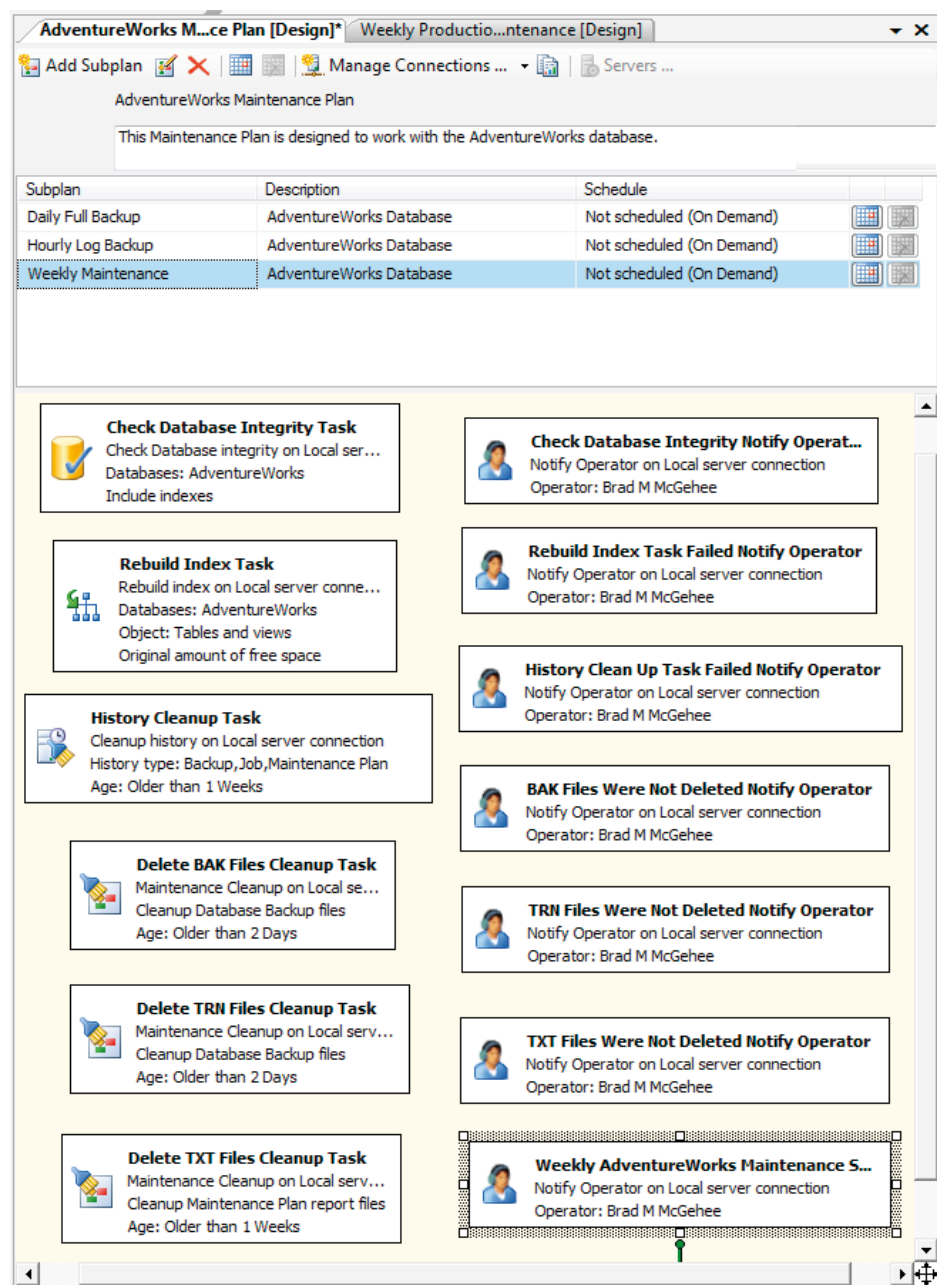 AdventureWorks M...ce Plan [Design]* Weekly Productio...ntenance [Design]
Add Subplan Manage Connections ... Servers ...
AdventureWorks Maintenance Plan
This Maintenance Plan is designed to work with the AdventureWorks database.
Subplan Description Schedule
Daily Full Backup AdventureWorks Database Not scheduled (On Demand)
Hourly Log Backup AdventureWorks Database Not scheduled (On Demand)
Weekly Maintenance AdventureWorks Database Not scheduled (On Demand)
Check Database Integrity Task
Check Database integrity on Local ser...
Databases: AdventureWorks
Include indexes
Check Database Integrity Notify Operat...
Notify Operator on Local server connection
Operator: Brad M McGehee
Rebuild Index Task
Rebuild index on Local server conne...
Databases: AdventureWorks
Object: Tables and views
Original amount of free space
Rebuild Index Task Failed Notify Operator
Notify Operator on Local server connection
Operator: Brad M McGehee
History Cleanup Task
Cleanup history on Local server connection
History type: Backup,Job,Maintenance Plan
Age: Older than 1 Weeks
History Clean Up Task Failed Notify Operator
Notify Operator on Local server connection
Operator: Brad M McGehee
Delete BAK Files Cleanup Task
Maintenance Cleanup on Local se...
Cleanup Database Backup files
Age: Older than 2 Days
BAK Files Were Not Deleted Notify Operator
Notify Operator on Local server connection
Operator: Brad M McGehee
Delete TRN Files Cleanup Task
Maintenance Cleanup on Local serv...
Cleanup Database Backup files
Age: Older than 2 Days
TRN Files Were Not Deleted Notify Operator
Notify Operator on Local server connection
Operator: Brad M McGehee
Delete TXT Files Cleanup Task
Maintenance Cleanup on Local serv...
Cleanup Maintenance Plan report files
Age: Older than 1 Weeks
TXT Files Were Not Deleted Notify Operator
Notify Operator on Local server connection
Operator: Brad M McGehee
Weekly AdventureWorks Maintenance S...
Notify Operator on Local server connection
Operator: Brad M McGehee